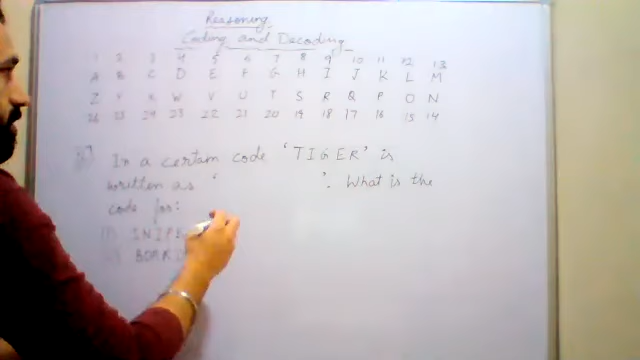 Reasoning
Coding and Decoding
1 2 3 4 5 6 7 8 9 10 11 12 13
A B C D E F G H I J K L M
Z Y X W V U T S R Q P O N
26 25 24 23 22 21 20 19 18 17 16 15 14
In a certain code 'TIGER' is
written as ' '. What is the
code for:
(i)
(ii)